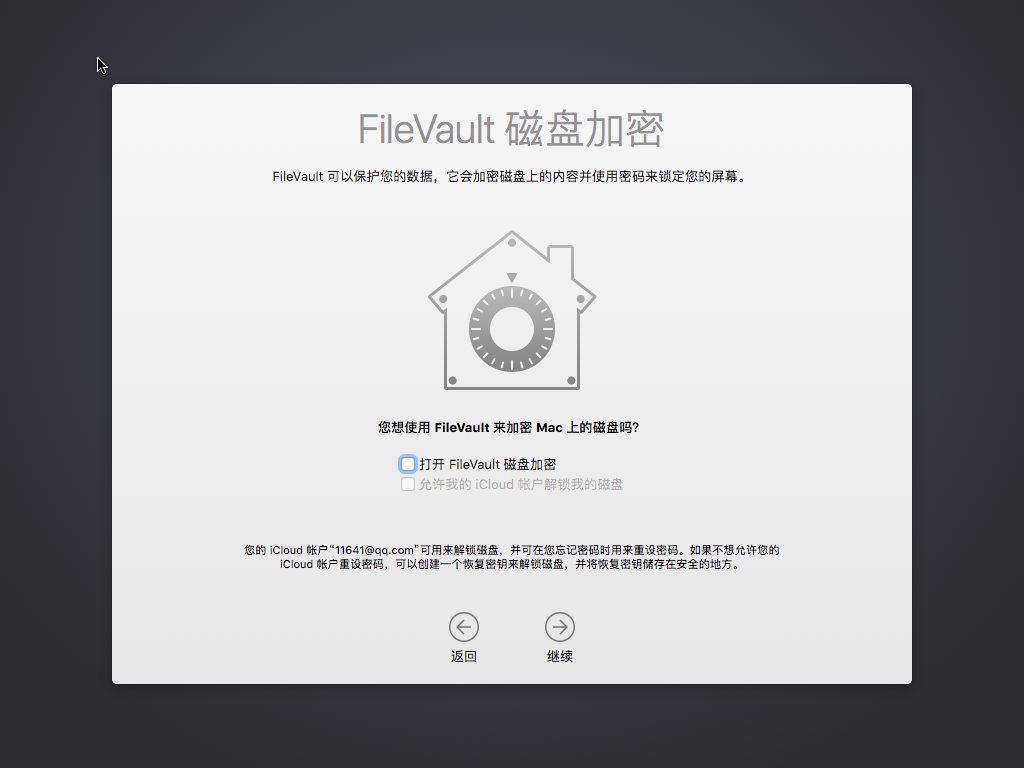 FileVault 磁盘加密
FileVault 可以保护您的数据，它会加密磁盘上的内容并使用密码来锁定您的屏幕。
您想使用 FileVault 来加密 Mac 上的磁盘吗？
打开 FileVault 磁盘加密
允许我的 iCloud 帐户解锁我的磁盘
您的 iCloud 帐户“11641@qq.com”可用来解锁磁盘，并可在您忘记密码时用来重设密码。如果不想允许您的
iCloud 帐户重设密码，可以创建一个恢复密钥来解锁磁盘，并将恢复密钥储存在安全的地方。
返回
继续